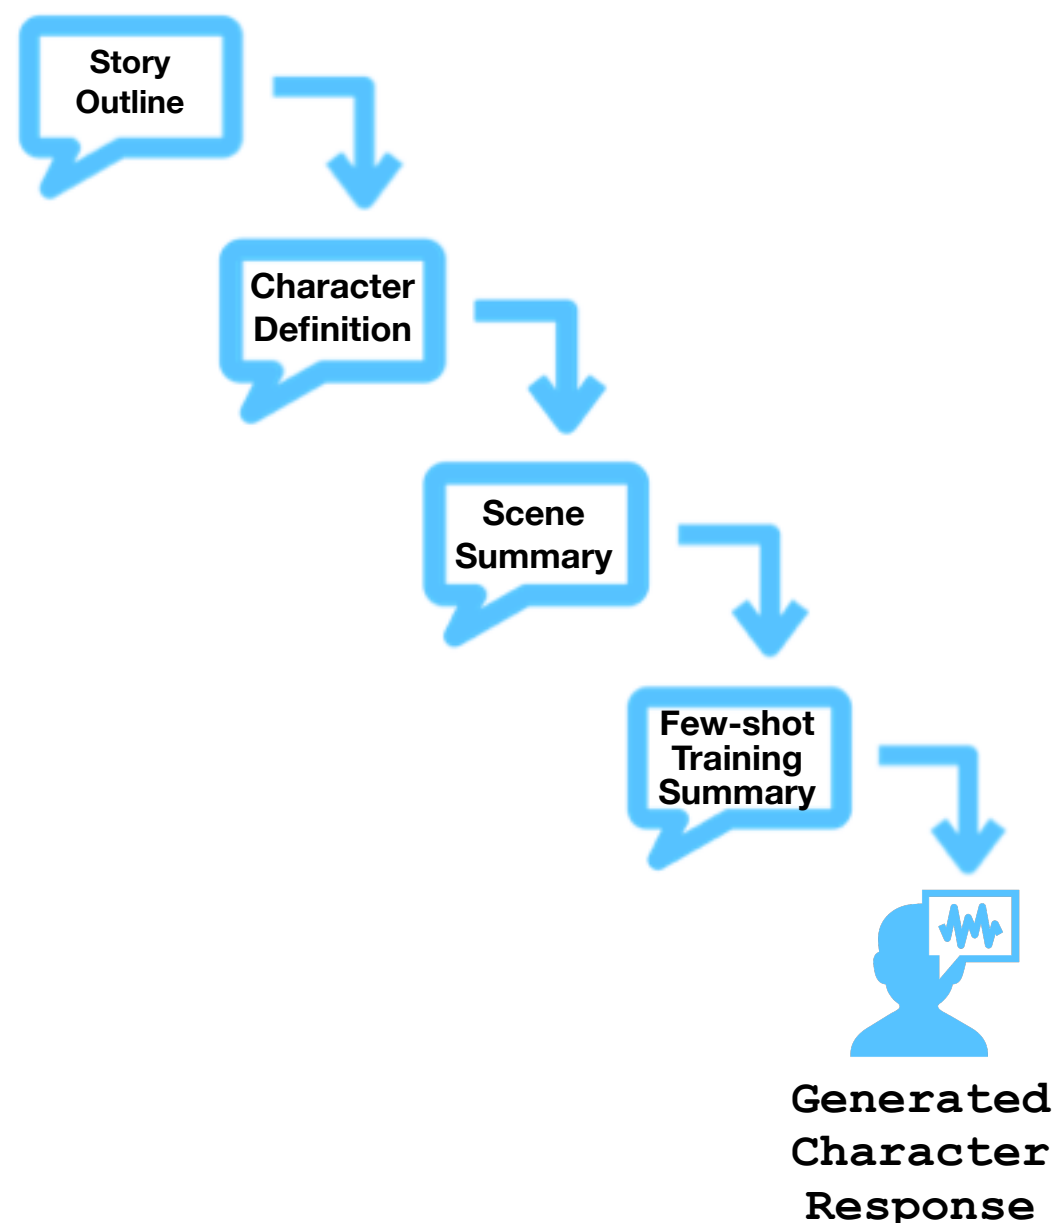 Story
Outline
Character
Definition
Scene
Summary
Few-shot
Training
Summary
Generated
Character
Response